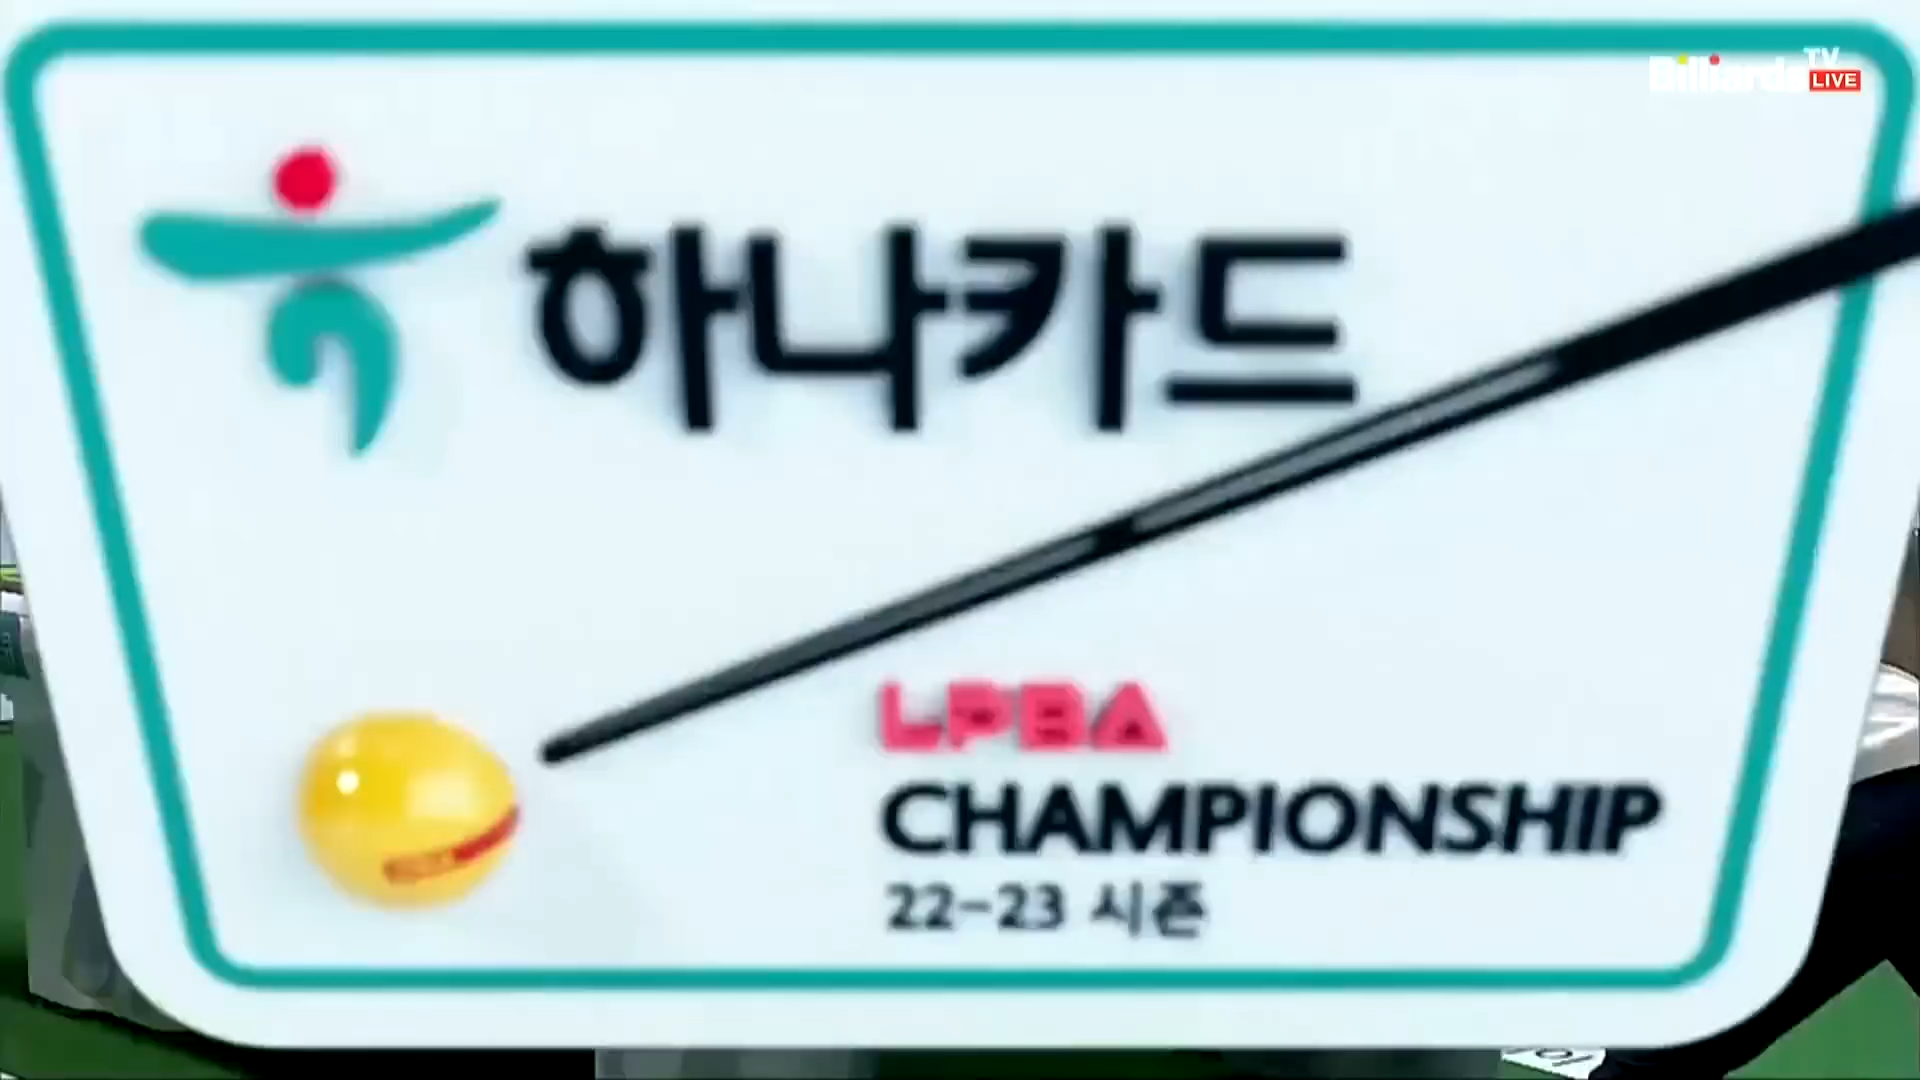 Billiards TV
LIVE
하나카드
LPBA
CHAMPIONSHIP
22-23 시즌